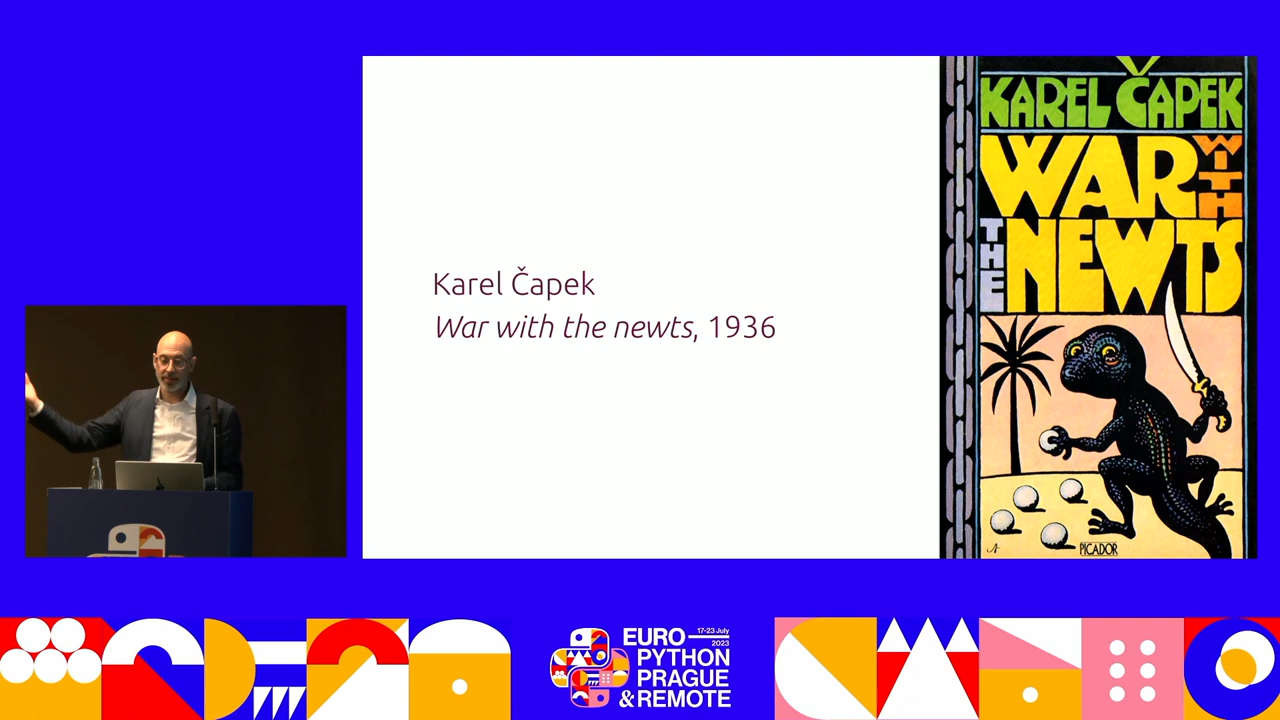 Karel Čapek
War with the newts, 1936
KAREL ČAPEK
WAR WITH
THE NEWTS
PICADOR
17-23 July
2023
EURO
PYTHON
PRAGUE
& REMOTE